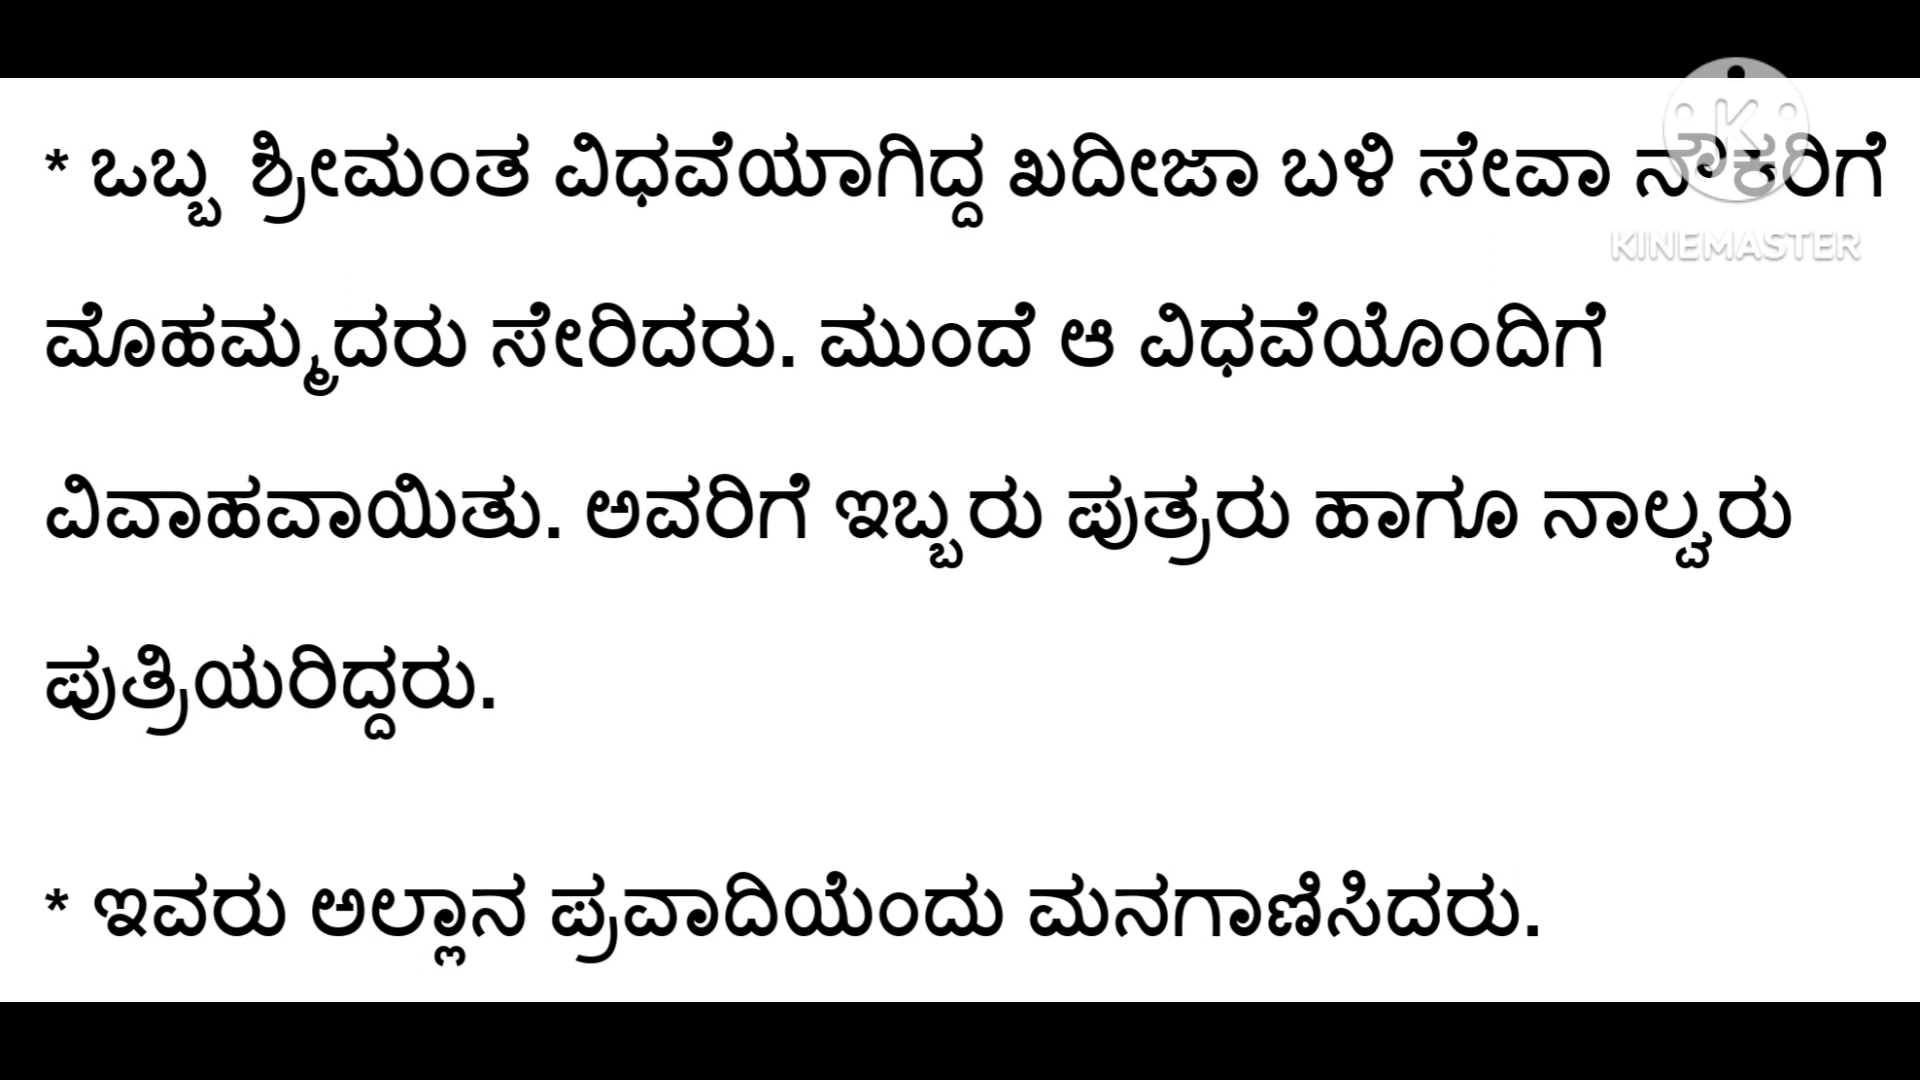 * ಒಬ್ಬ ಶ್ರೀಮಂತ ವಿಧವೆಯಾಗಿದ್ದ ಖದೀಜಾ ಬಳಿ ಸೇವಾ ನೌಕರಿಗೆ
KINEMASTER
ಮೊಹಮ್ಮದರು ಸೇರಿದರು. ಮುಂದೆ ಆ ವಿಧವೆಯೊಂದಿಗೆ
ವಿವಾಹವಾಯಿತು. ಅವರಿಗೆ ಇಬ್ಬರು ಪುತ್ರರು ಹಾಗೂ ನಾಲ್ವರು
ಪುತ್ರಿಯರಿದ್ದರು.
* ಇವರು ಅಲ್ಲಾನ ಪ್ರವಾದಿಯೆಂದು ಮನಗಾಣಿಸಿದರು.